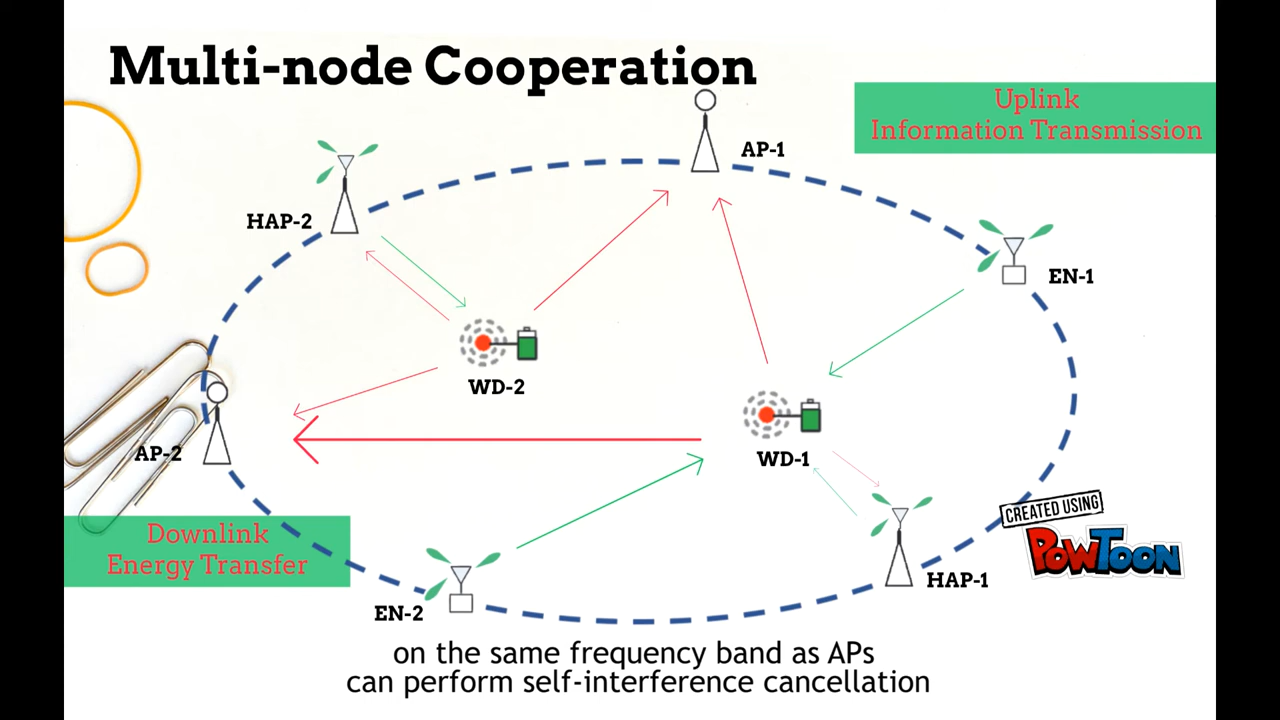 Multi-node Cooperation
Uplink
Information Transmission
AP-1
HAP-2
EN-1
WD-2
AP-2
WD-1
Downlink
Energy Transfer
HAP-1
EN-2
CREATED USING
POWTOON
on the same frequency band as APs
can perform self-interference cancellation